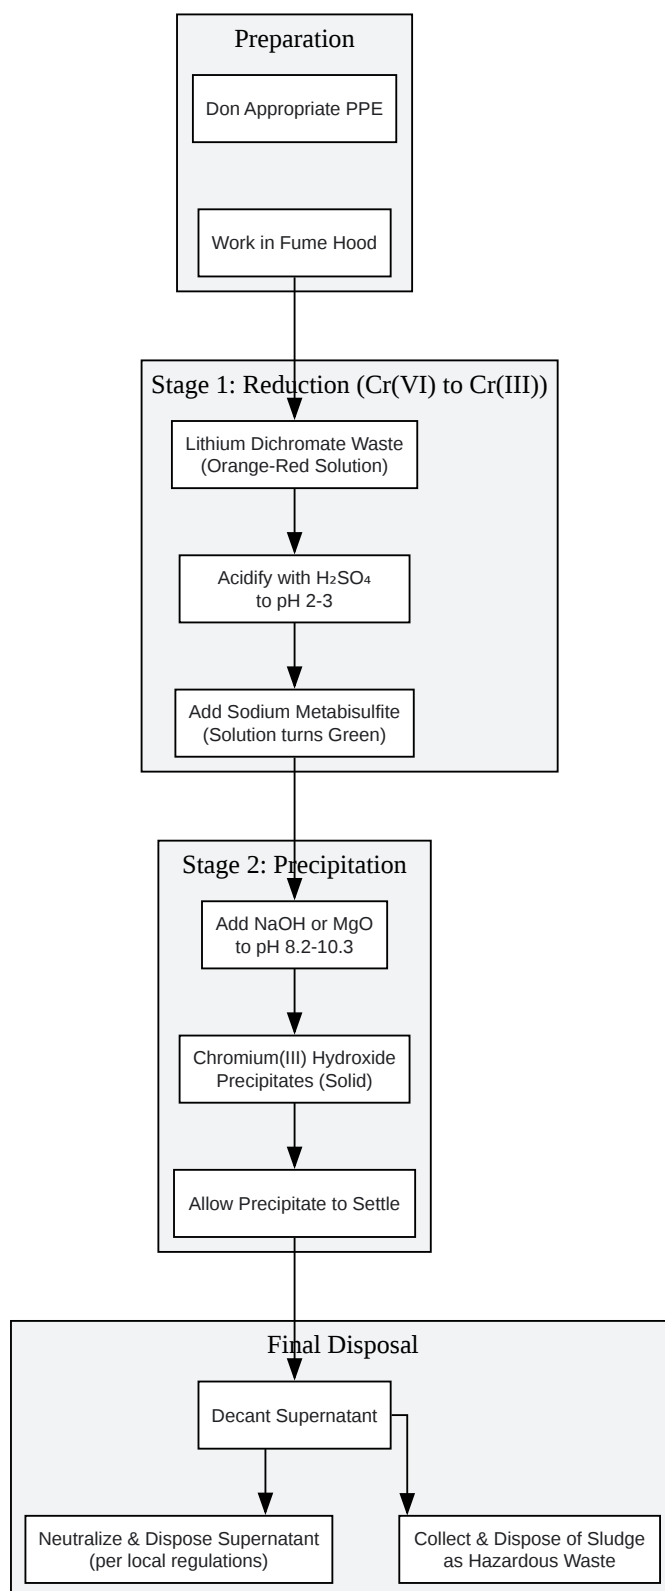 Preparation
Don Appropriate PPE
Work in Fume Hood
Stage 1: Reduction (Cr(VI) to Cr(III))
Lithium Dichromate Waste
(Orange-Red Solution)
Acidify with H₂SO₄
to pH 2-3
Add Sodium Metabisulfite
(Solution turns Green)
Stage 2: Precipitation
Add NaOH or MgO
to pH 8.2-10.3
Chromium(III) Hydroxide
Precipitates (Solid)
Allow Precipitate to Settle
Final Disposal
Decant Supernatant
Neutralize & Dispose Supernatant
(per local regulations)
Collect & Dispose of Sludge
as Hazardous Waste